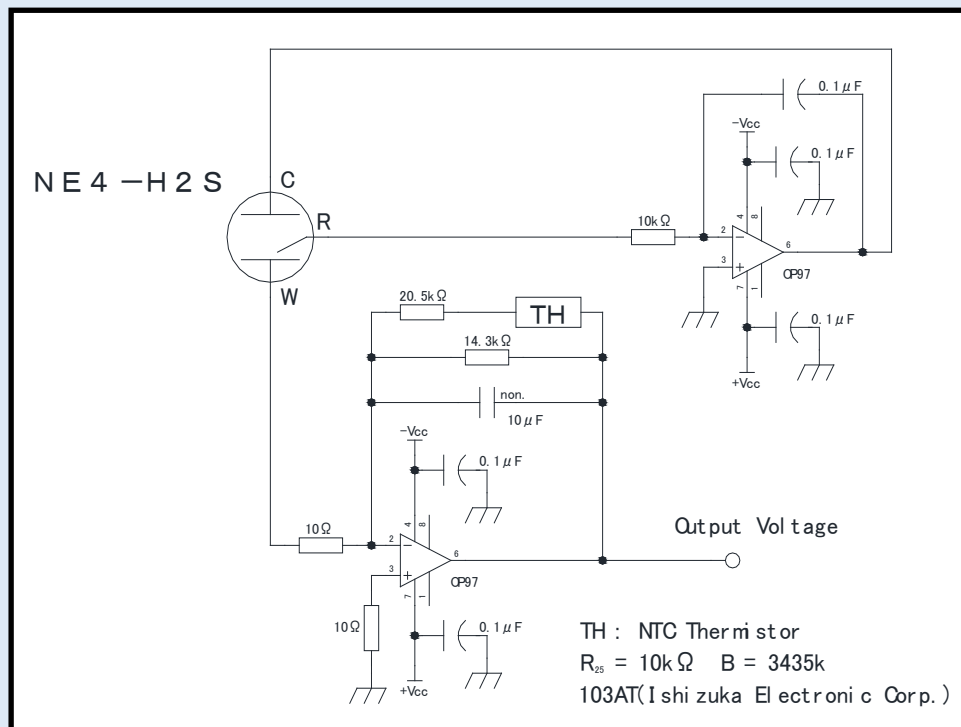 0.1μF
-Vcc
0.1μF
NE4-H2S
C
R
10kΩ
4
8
2
6
3
OP97
7
1
W
20.5kΩ
TH
0.1μF
14.3kΩ
+Vcc
non.
10μF
-Vcc
0.1μF
10Ω
4
8
2
6
3
OP97
7
1
Output Voltage
10Ω
0.1μF
+Vcc
TH : NTC Thermistor
R₂₅ = 10kΩ B = 3435k
103AT(Ishizuka Electronic Corp.)